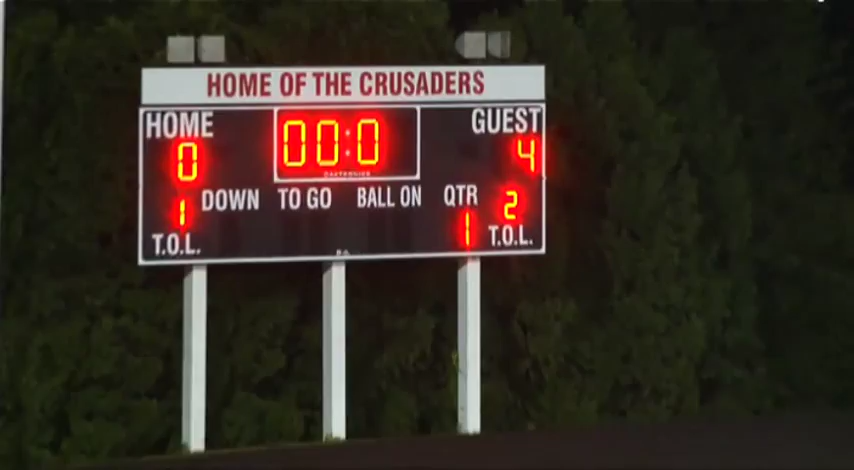 HOME OF THE CRUSADERS
HOME 00:0 GUEST
0 4
DOWN TO GO BALL ON QTR
1 2
T.O.L. 1 T.O.L.
DAKTRONICS